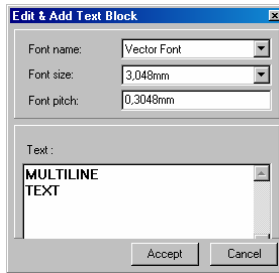 Edit & Add Text Block
Font name: Vector Font
Font size: 3,048mm
Font pitch: 0,3048mm
Text :
MULTILINE
TEXT
Accept Cancel